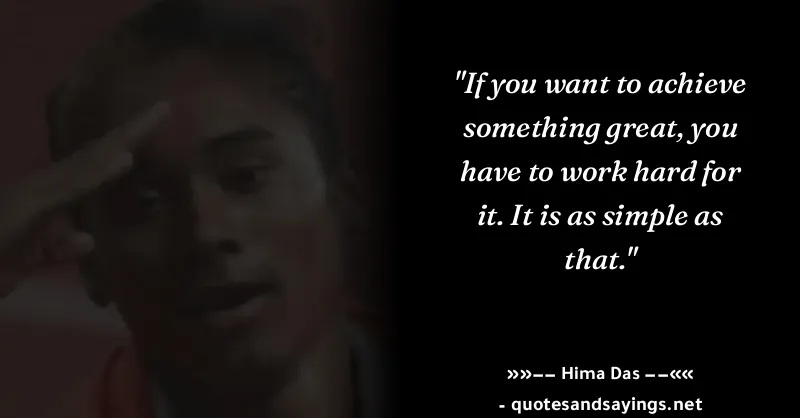 "If you want to achieve
something great, you
have to work hard for
it. It is as simple as
that."
»»–– Hima Das ––««
- quotesandsayings.net